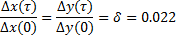 Δx(τ)/Δx(0) = Δy(τ)/Δy(0) = δ = 0.022